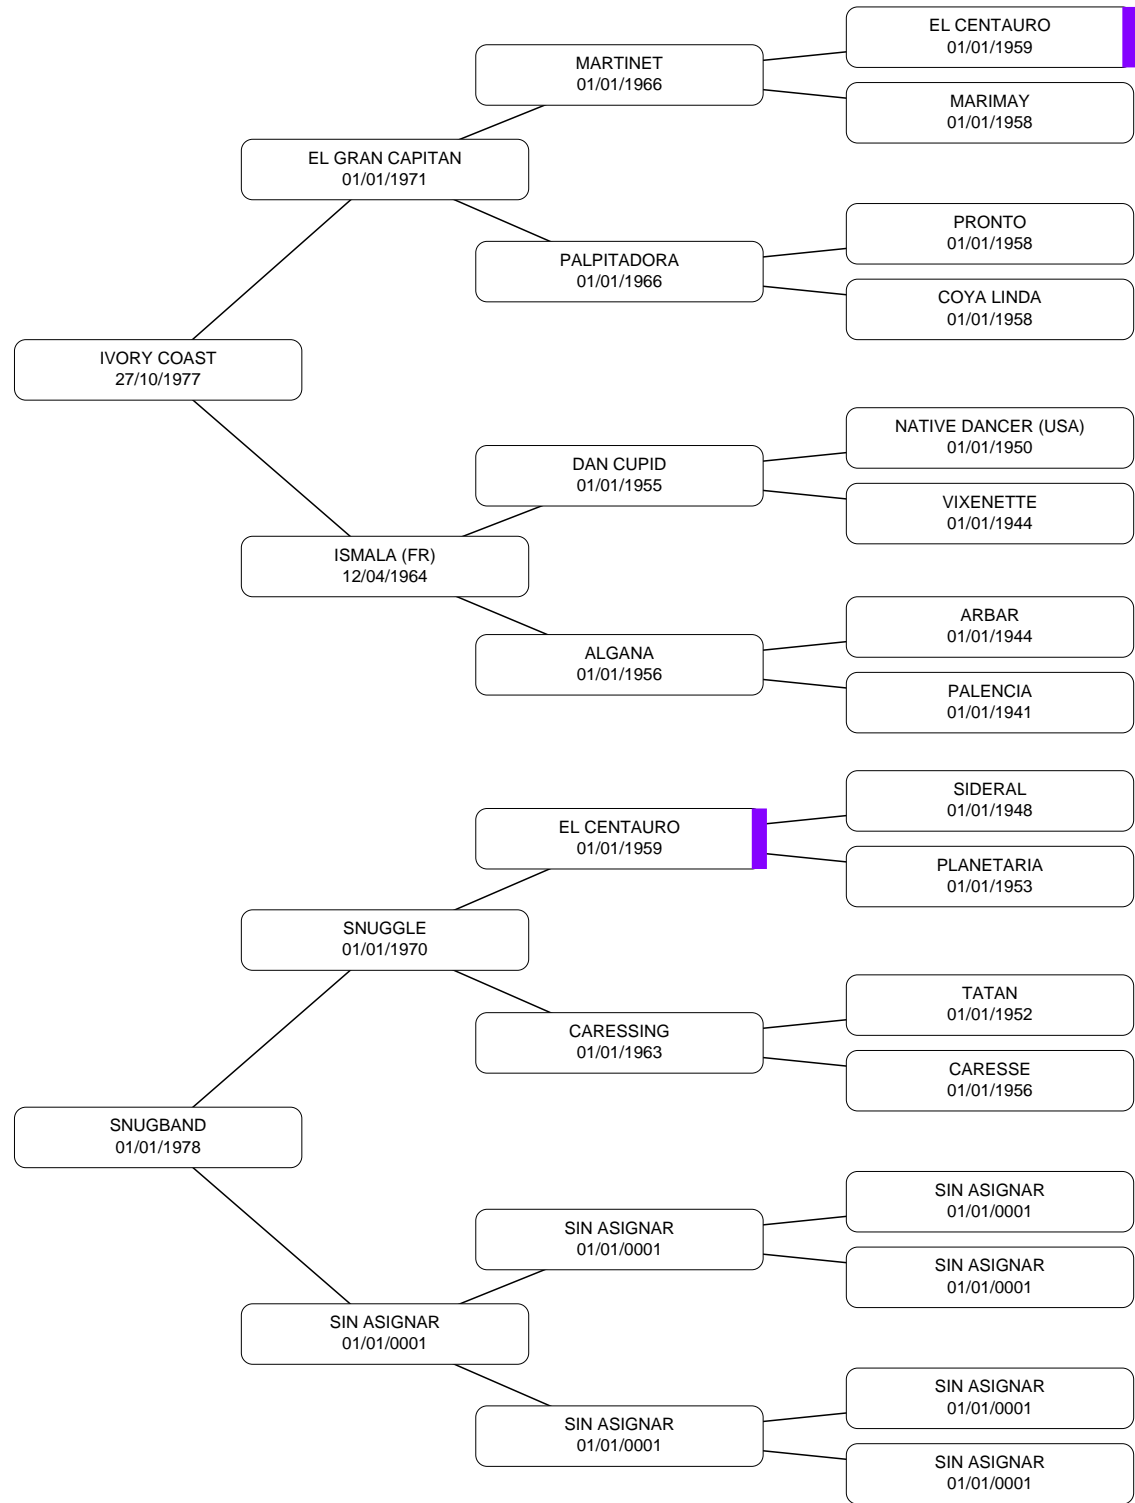 EL CENTAURO
01/01/1959
MARTINET
01/01/1966
MARIMAY
01/01/1958
EL GRAN CAPITAN
01/01/1971
PRONTO
01/01/1958
PALPITADORA
01/01/1966
COYA LINDA
01/01/1958
IVORY COAST
27/10/1977
NATIVE DANCER (USA)
01/01/1950
DAN CUPID
01/01/1955
VIXENETTE
01/01/1944
ISMALA (FR)
12/04/1964
ARBAR
01/01/1944
ALGANA
01/01/1956
PALENCIA
01/01/1941
SIDERAL
01/01/1948
EL CENTAURO
01/01/1959
PLANETARIA
01/01/1953
SNUGGLE
01/01/1970
TATAN
01/01/1952
CARESSING
01/01/1963
CARESSE
01/01/1956
SNUGBAND
01/01/1978
SIN ASIGNAR
01/01/0001
SIN ASIGNAR
01/01/0001
SIN ASIGNAR
01/01/0001
SIN ASIGNAR
01/01/0001
SIN ASIGNAR
01/01/0001
SIN ASIGNAR
01/01/0001
SIN ASIGNAR
01/01/0001